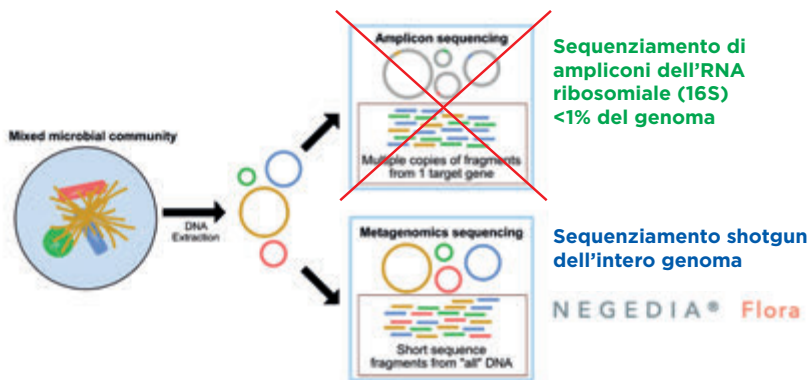 Amplicon sequencing
Multiple copies of fragments
from 1 target gene
Sequenziamento di
ampliconi dell'RNA
ribosomiale (16S)
<1% del genoma
Mixed microbial community
DNA
Extraction
Metagenomics sequencing
Short sequence
fragments from "all" DNA
Sequenziamento shotgun
dell'intero genoma
NEGEDIA® Flora